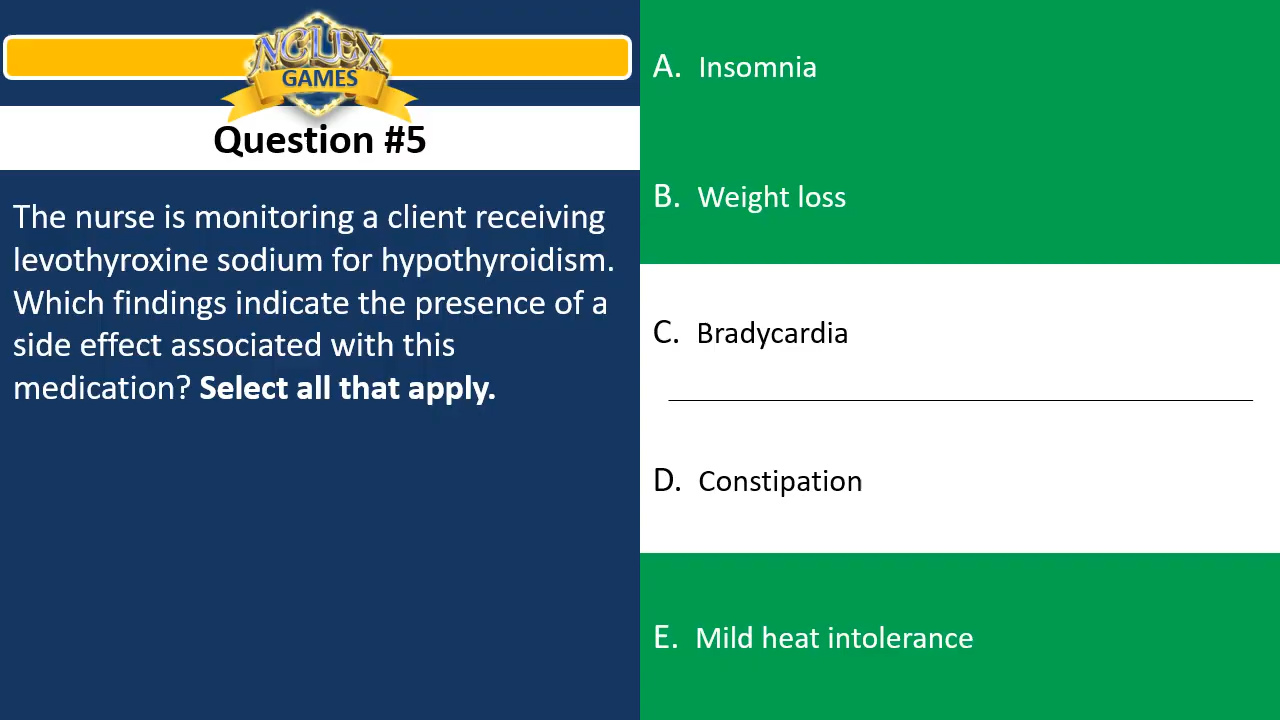 NCLEX
GAMES
Question #5
The nurse is monitoring a client receiving
levothyroxine sodium for hypothyroidism.
Which findings indicate the presence of a
side effect associated with this
medication? Select all that apply.
A. Insomnia
B. Weight loss
C. Bradycardia
D. Constipation
E. Mild heat intolerance